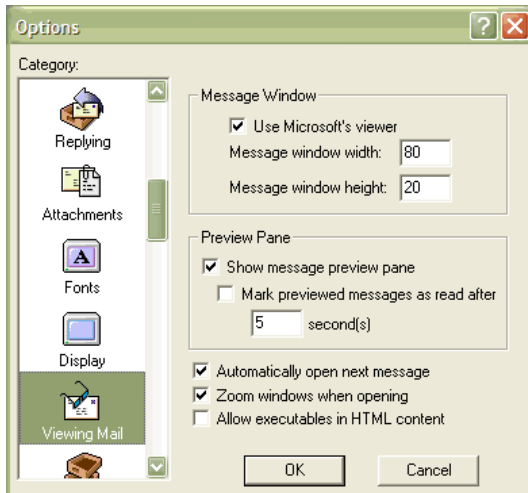 Options
Category:
Replying
Attachments
Fonts
Display
Viewing Mail
Message Window
Use Microsoft's viewer
Message window width: 80
Message window height: 20
Preview Pane
Show message preview pane
Mark previewed messages as read after
5 second(s)
Automatically open next message
Zoom windows when opening
Allow executables in HTML content
OK Cancel